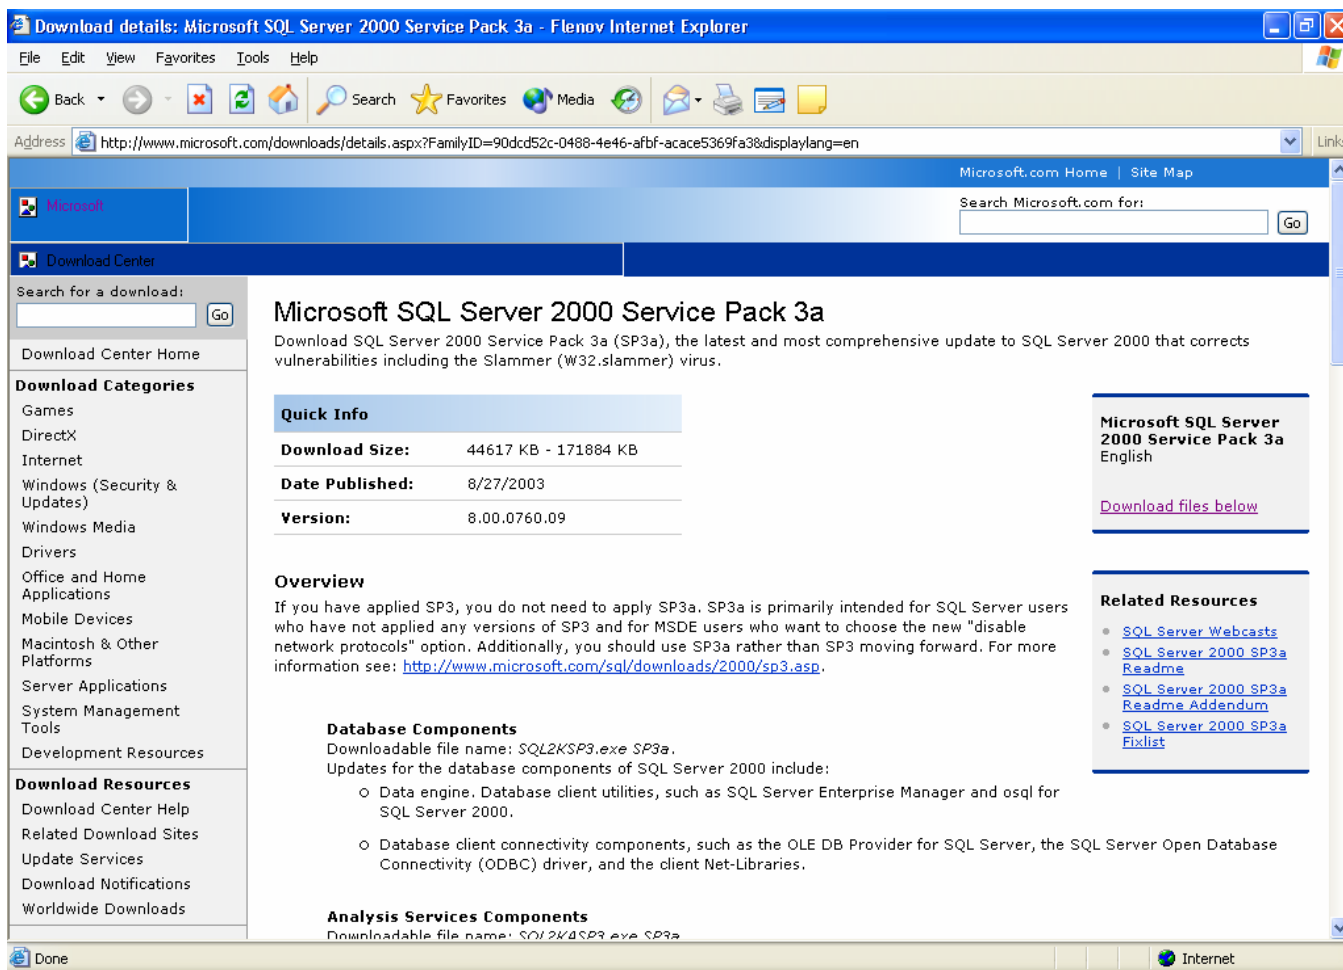 Download details: Microsoft SQL Server 2000 Service Pack 3a - Flenov Internet Explorer
File Edit View Favorites Tools Help
Back Search Favorites Media
Address http://www.microsoft.com/downloads/details.aspx?FamilyID=90dcd52c-0488-4e46-afbf-acace5369fa3&displaylang=en Links
Microsoft.com Home | Site Map
Microsoft
Search Microsoft.com for:
Go
Download Center
Search for a download:
Go
Download Center Home
Download Categories
Games
DirectX
Internet
Windows (Security &
Updates)
Windows Media
Drivers
Office and Home
Applications
Mobile Devices
Macintosh & Other
Platforms
Server Applications
System Management
Tools
Development Resources
Download Resources
Download Center Help
Related Download Sites
Update Services
Download Notifications
Worldwide Downloads
Microsoft SQL Server 2000 Service Pack 3a
Download SQL Server 2000 Service Pack 3a (SP3a), the latest and most comprehensive update to SQL Server 2000 that corrects
vulnerabilities including the Slammer (W32.slammer) virus.
Quick Info
Download Size: 44617 KB - 171884 KB
Date Published: 8/27/2003
Version: 8.00.0760.09
Microsoft SQL Server
2000 Service Pack 3a
English
Download files below
Overview
If you have applied SP3, you do not need to apply SP3a. SP3a is primarily intended for SQL Server users
who have not applied any versions of SP3 and for MSDE users who want to choose the new "disable
network protocols" option. Additionally, you should use SP3a rather than SP3 moving forward. For more
information see: http://www.microsoft.com/sql/downloads/2000/sp3.asp.
Related Resources
SQL Server Webcasts
SQL Server 2000 SP3a
Readme
SQL Server 2000 SP3a
Readme Addendum
SQL Server 2000 SP3a
Fixlist
Database Components
Downloadable file name: SQL2KSP3.exe SP3a.
Updates for the database components of SQL Server 2000 include:
Data engine. Database client utilities, such as SQL Server Enterprise Manager and osql for
SQL Server 2000.
Database client connectivity components, such as the OLE DB Provider for SQL Server, the SQL Server Open Database
Connectivity (ODBC) driver, and the client Net-Libraries.
Analysis Services Components
Downloadable file name: SQL2KASP3.exe SP3a
Done
Internet